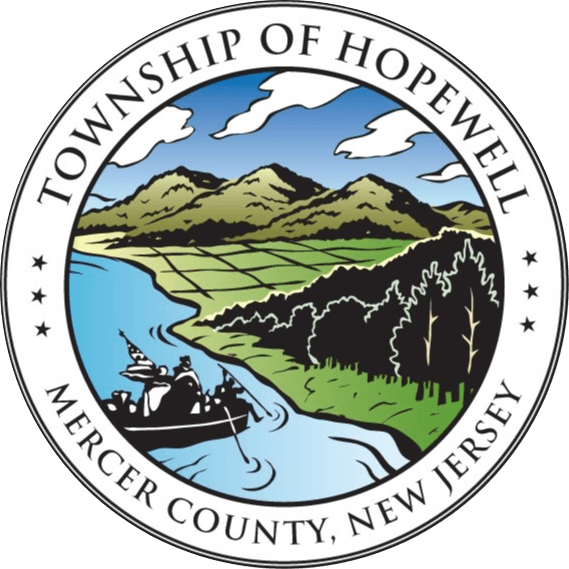 TOWNSHIP OF HOPEWELL
MERCER COUNTY, NEW JERSEY